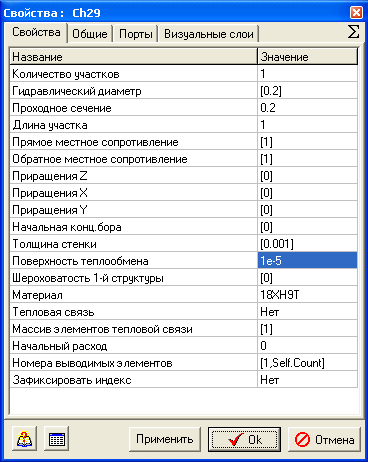 Свойства : Ch29
Свойства Общие Порты Визуальные слои Σ
Название Значение
Количество участков 1
Гидравлический диаметр [0.2]
Проходное сечение 0.2
Длина участка 1
Прямое местное сопротивление [1]
Обратное местное сопротивление [1]
Приращения Z [0]
Приращения X [0]
Приращения Y [0]
Начальная конц.бора [0]
Толщина стенки [0.001]
Поверхность теплообмена 1e-5
Шероховатость 1-й структуры [0]
Материал 18ХН9Т
Тепловая связь Нет
Массив элементов тепловой связи [1]
Начальный расход 0
Номера выводимых элементов [1,Self.Count]
Зафиксировать индекс Нет
Применить Ok Отмена